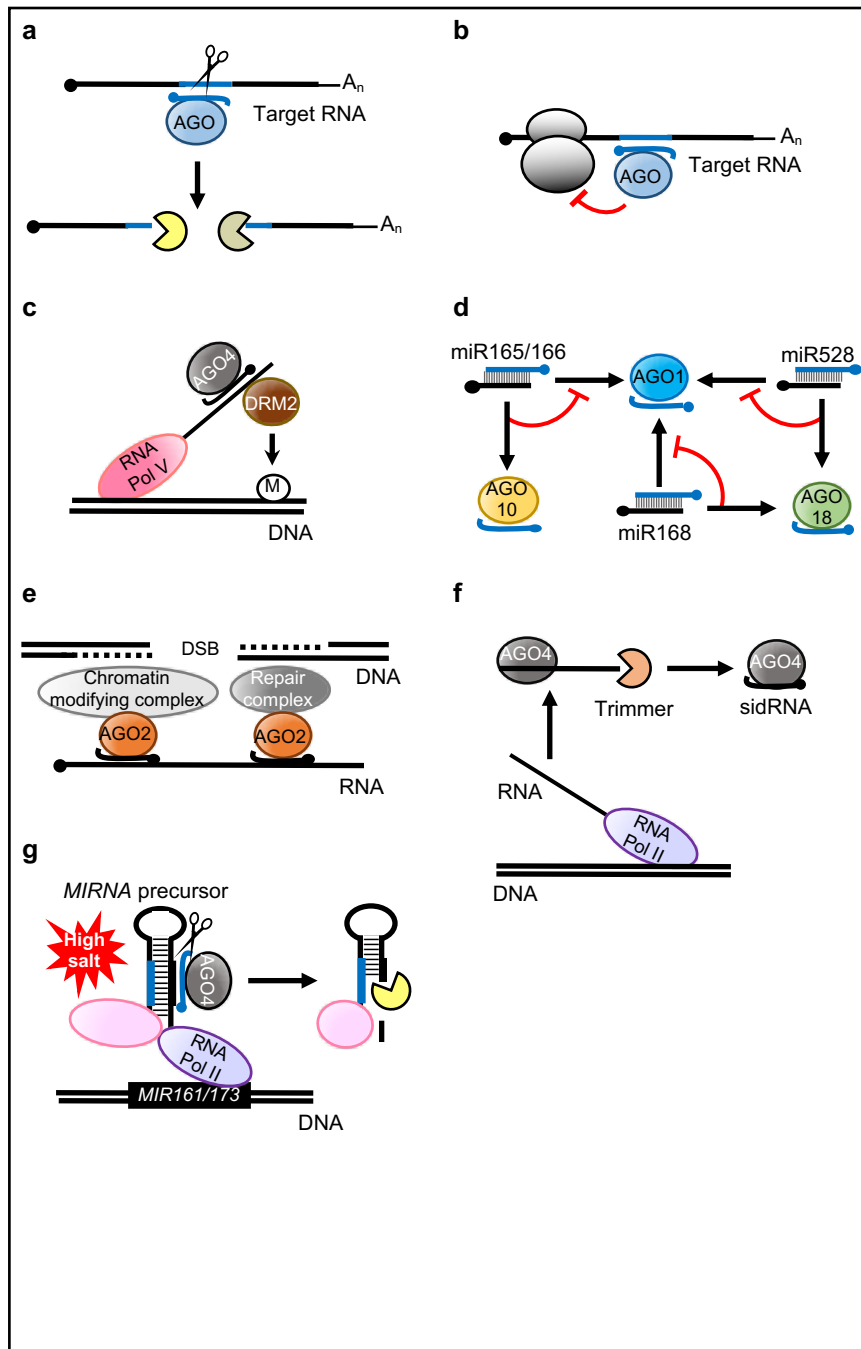 a
An
AGO
Target RNA
An
b
An
AGO
Target RNA
c
AGO4
DRM2
RNA
Pol V
M
DNA
d
miR165/166
AGO1
miR528
AGO
10
miR168
AGO
18
e
DSB
DNA
Chromatin
modifying complex
Repair
complex
AGO2
AGO2
RNA
f
AGO4
Trimmer
AGO4
sidRNA
RNA
RNA
Pol II
DNA
g
MIRNA precursor
High
salt
AGO4
RNA
Pol II
MIR161/173
DNA